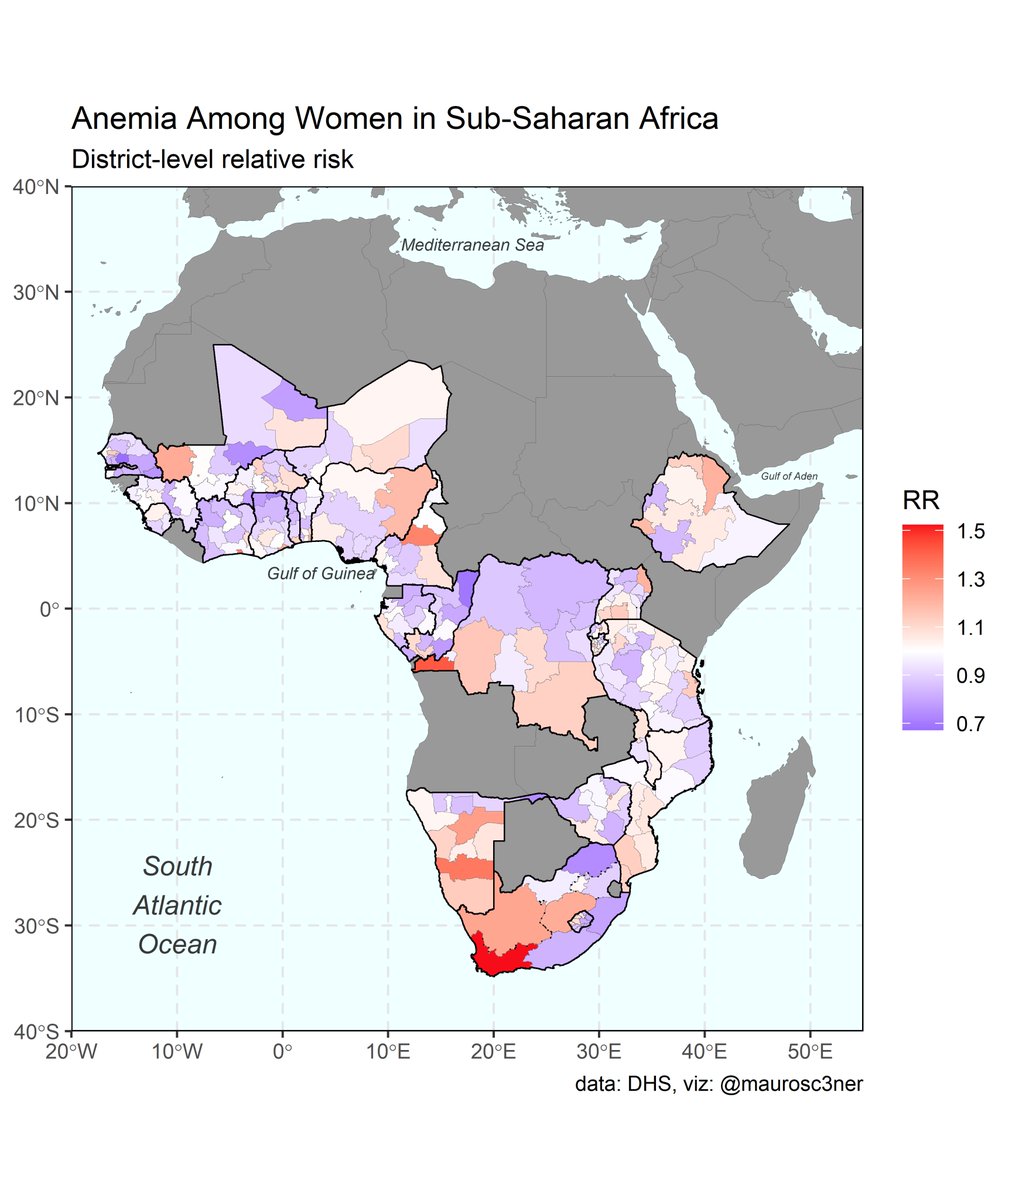 Anemia Among Women in Sub-Saharan Africa
District-level relative risk
40°N
30°N
20°N
10°N
0°
10°S
20°S
30°S
40°S
Mediterranean Sea
Gulf of Aden
Gulf of Guinea
South
Atlantic
Ocean
RR
1.5
1.3
1.1
0.9
0.7
20°W
10°W
0°
10°E
20°E
30°E
40°E
50°E
data: DHS, viz: @maurosc3ner